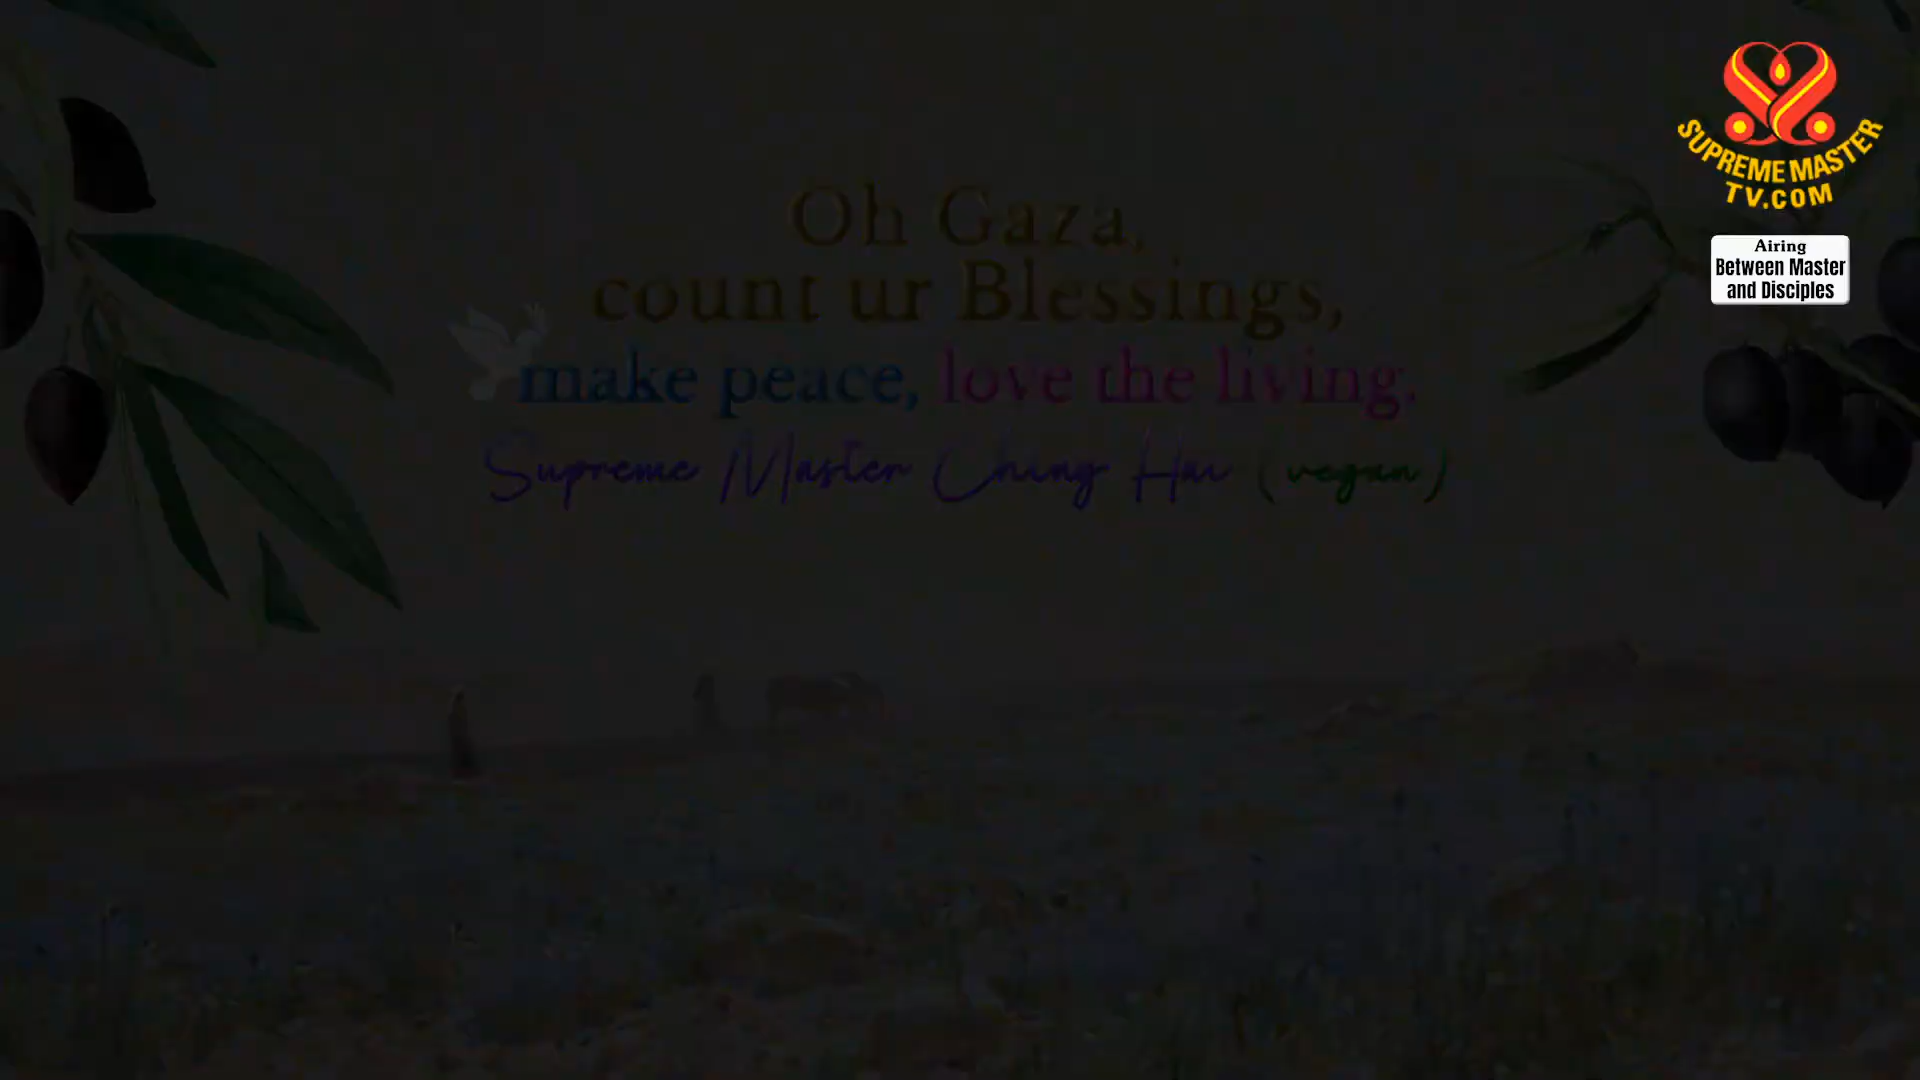 Oh Gaza,
count ur Blessings,
make peace, love the living.
Supreme Master Ching Hai (vegan)
SUPREME MASTER
TV.COM
Airing
Between Master
and Disciples